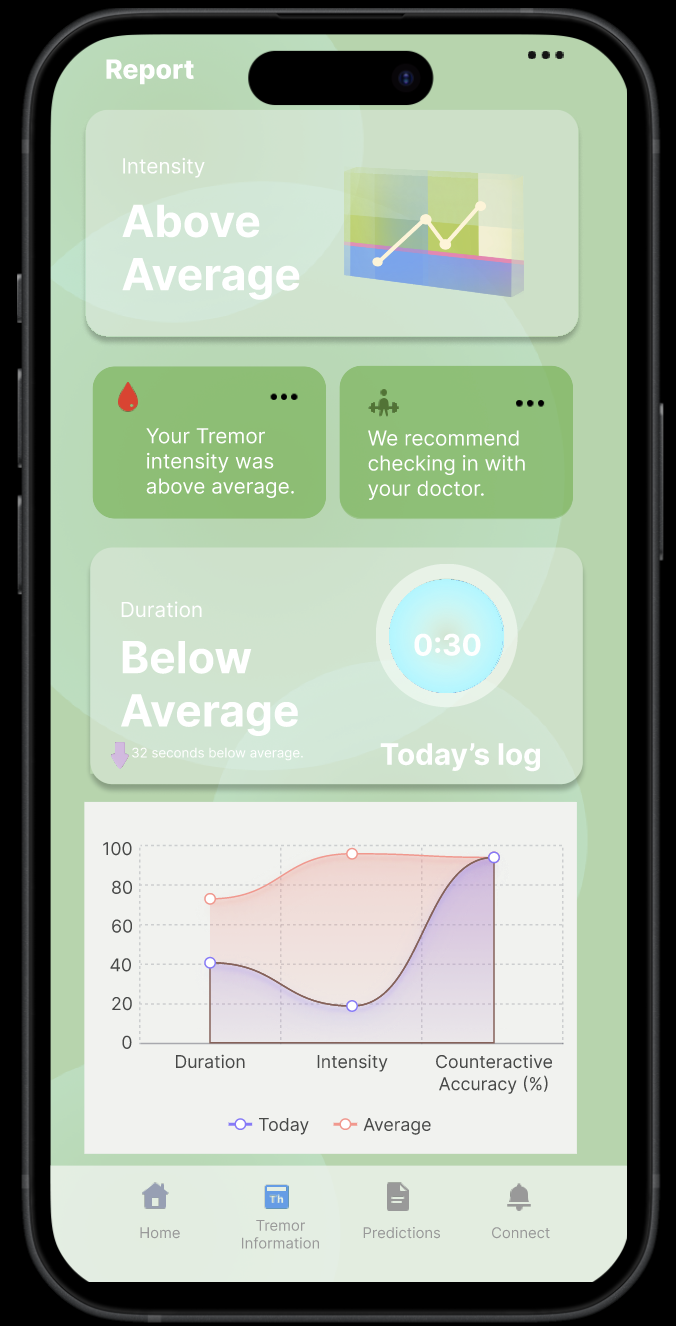 Report
Intensity
Above
Average
Your Tremor
intensity was
above average.
We recommend
checking in with
your doctor.
Duration
Below
Average
32 seconds below average.
0:30
Today’s log
100
80
60
40
20
0
Duration
Intensity
Counteractive
Accuracy (%)
Today
Average
Th
Home
Tremor
Information
Predictions
Connect